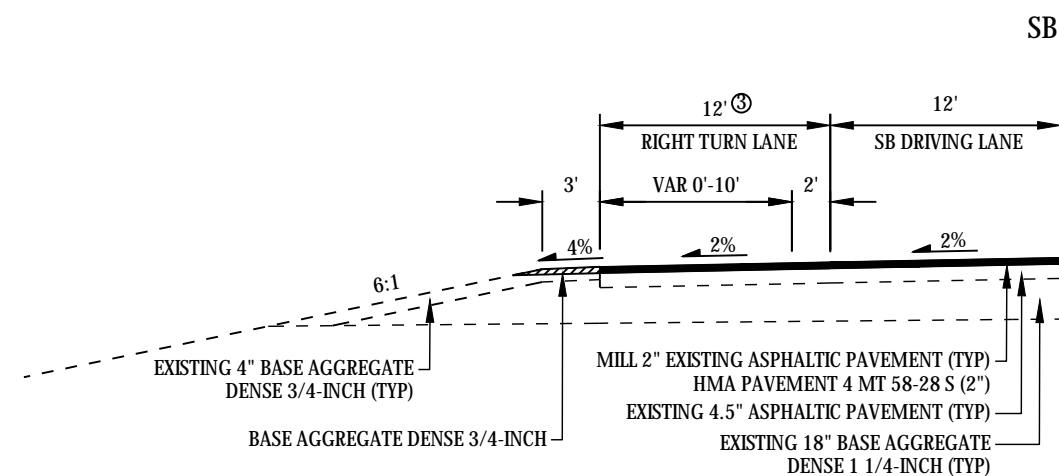 SB
12' ③
12'
RIGHT TURN LANE
SB DRIVING LANE
3'
VAR 0'-10'
2'
4%
2%
2%
6:1
EXISTING 4" BASE AGGREGATE
DENSE 3/4-INCH (TYP)
BASE AGGREGATE DENSE 3/4-INCH
MILL 2" EXISTING ASPHALTIC PAVEMENT (TYP)
HMA PAVEMENT 4 MT 58-28 S (2")
EXISTING 4.5" ASPHALTIC PAVEMENT (TYP)
EXISTING 18" BASE AGGREGATE
DENSE 1 1/4-INCH (TYP)